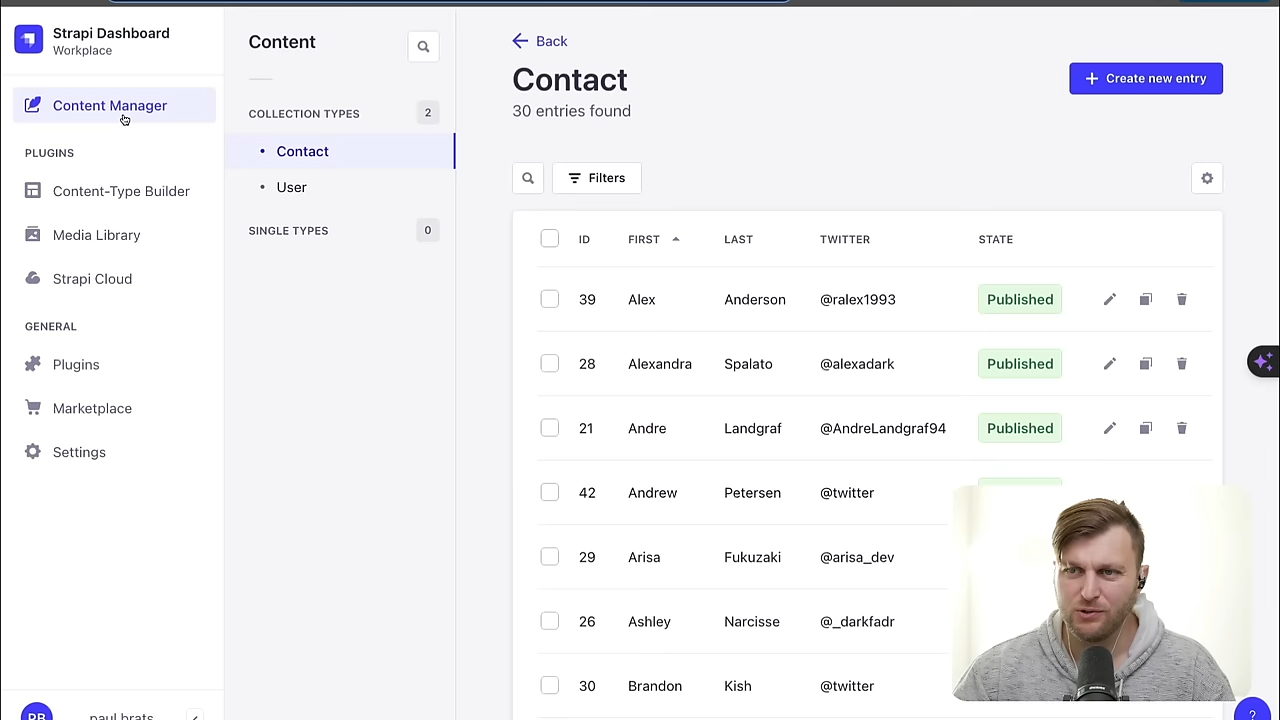 Strapi Dashboard
Workplace
Content Manager
PLUGINS
Content-Type Builder
Media Library
Strapi Cloud
GENERAL
Plugins
Marketplace
Settings
PB
paul brats
Content
COLLECTION TYPES 2
Contact
User
SINGLE TYPES 0
Back
Contact
30 entries found
Create new entry
Filters
ID FIRST LAST TWITTER STATE
39 Alex Anderson @ralex1993 Published
28 Alexandra Spalato @alexadark Published
21 Andre Landgraf @AndreLandgraf94 Published
42 Andrew Petersen @twitter
29 Arisa Fukuzaki @arisa_dev
26 Ashley Narcisse @_darkfadr
30 Brandon Kish @twitter
?